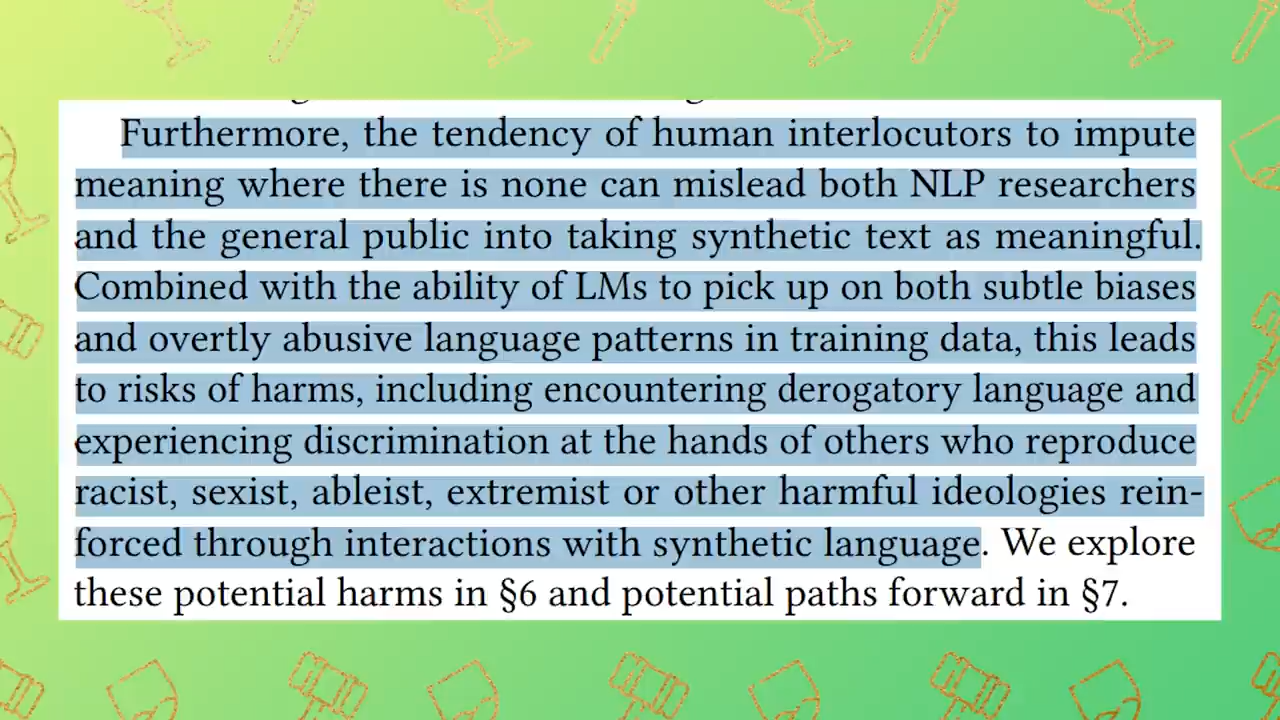 Furthermore, the tendency of human interlocutors to impute
meaning where there is none can mislead both NLP researchers
and the general public into taking synthetic text as meaningful.
Combined with the ability of LMs to pick up on both subtle biases
and overtly abusive language patterns in training data, this leads
to risks of harms, including encountering derogatory language and
experiencing discrimination at the hands of others who reproduce
racist, sexist, ableist, extremist or other harmful ideologies rein-
forced through interactions with synthetic language. We explore
these potential harms in §6 and potential paths forward in §7.